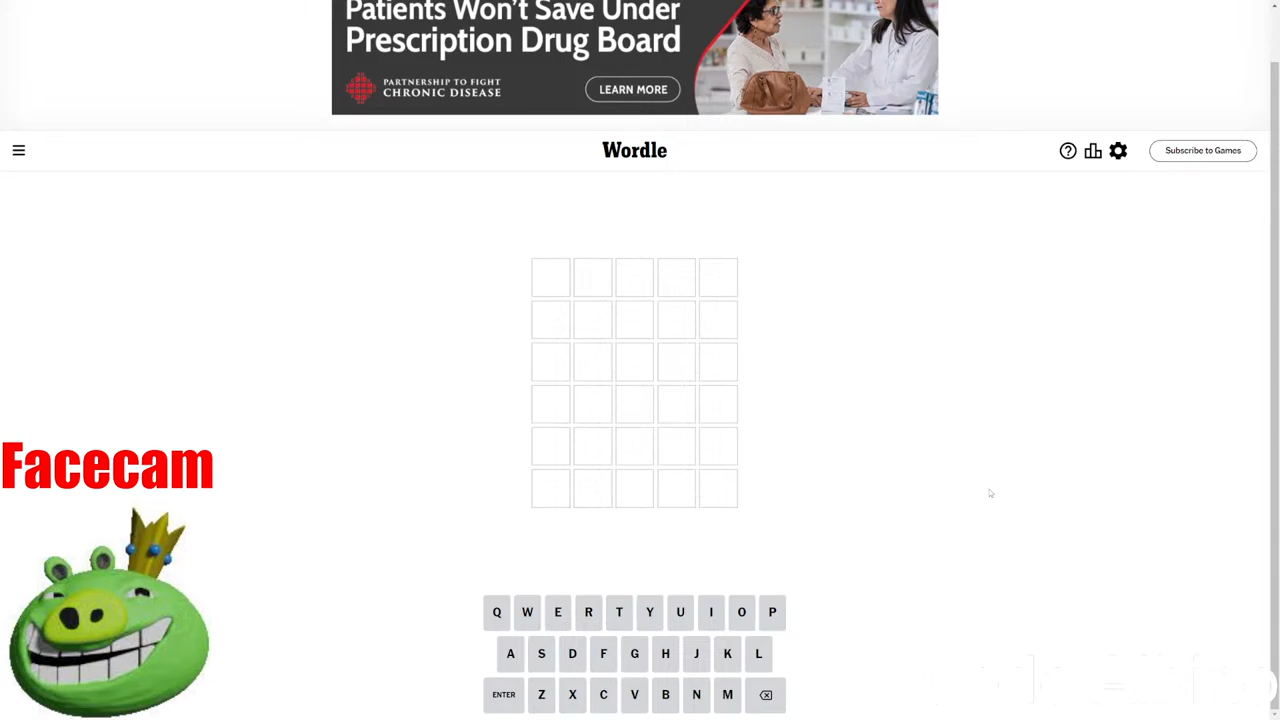 Patients Won't Save Under
Prescription Drug Board
PARTNERSHIP TO FIGHT
CHRONIC DISEASE
LEARN MORE
Wordle
Subscribe to Games
Facecam
Q W E R T Y U I O P
A S D F G H J K L
ENTER Z X C V B N M